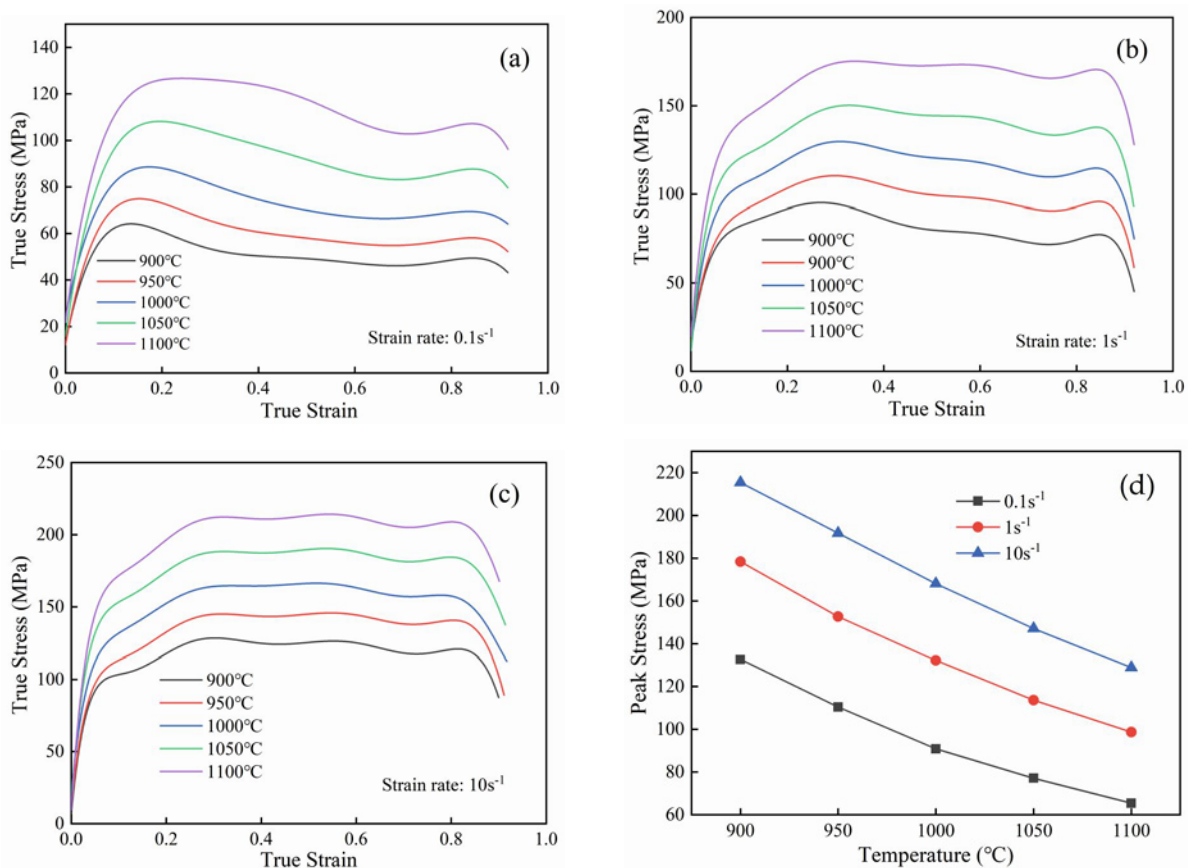 (a)
True Stress (MPa)
140
120
100
80
60
40
20
0
900℃
950℃
1000℃
1050℃
1100℃
Strain rate: 0.1s⁻¹
0.0 0.2 0.4 0.6 0.8 1.0
True Strain
(b)
True Stress (MPa)
200
150
100
50
0
900℃
900℃
1000℃
1050℃
1100℃
Strain rate: 1s⁻¹
0.0 0.2 0.4 0.6 0.8 1.0
True Strain
(c)
True Stress (MPa)
250
200
150
100
50
0
900℃
950℃
1000℃
1050℃
1100℃
Strain rate: 10s⁻¹
0.0 0.2 0.4 0.6 0.8 1.0
True Strain
(d)
Peak Stress (MPa)
220
200
180
160
140
120
100
80
60
0.1s⁻¹
1s⁻¹
10s⁻¹
900 950 1000 1050 1100
Temperature (℃)